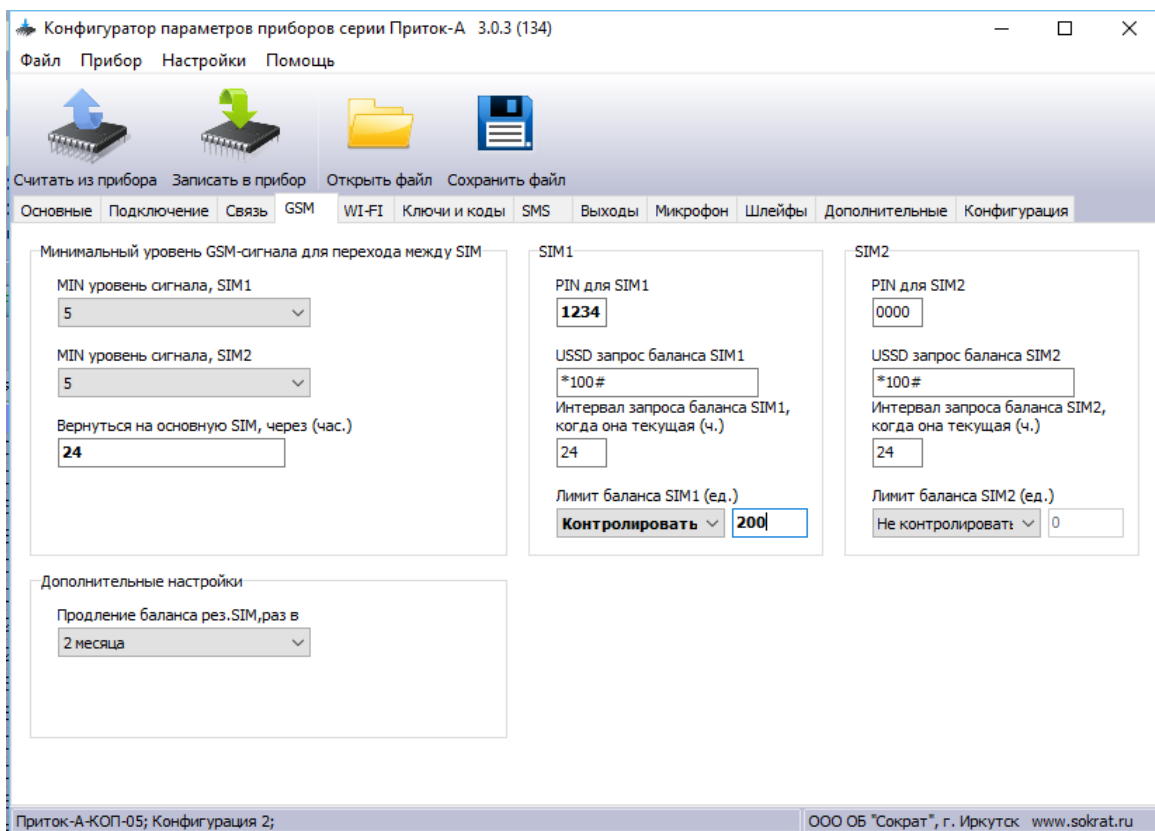 Конфигуратор параметров приборов серии Приток-А 3.0.3 (134)
Файл Прибор Настройки Помощь
Считать из прибора Записать в прибор Открыть файл Сохранить файл
Основные Подключение Связь GSM WI-FI Ключи и коды SMS Выходы Микрофон Шлейфы Дополнительные Конфигурация
Минимальный уровень GSM-сигнала для перехода между SIM
MIN уровень сигнала, SIM1
5
MIN уровень сигнала, SIM2
5
Вернуться на основную SIM, через (час.)
24
SIM1
PIN для SIM1
1234
USSD запрос баланса SIM1
*100#
Интервал запроса баланса SIM1,
когда она текущая (ч.)
24
Лимит баланса SIM1 (ед.)
Контролировать 200
SIM2
PIN для SIM2
0000
USSD запрос баланса SIM2
*100#
Интервал запроса баланса SIM2,
когда она текущая (ч.)
24
Лимит баланса SIM2 (ед.)
Не контролировать 0
Дополнительные настройки
Продление баланса рез.SIM,раз в
2 месяца
Приток-А-КОП-05; Конфигурация 2;
ООО ОБ "Сократ", г. Иркутск www.sokrat.ru